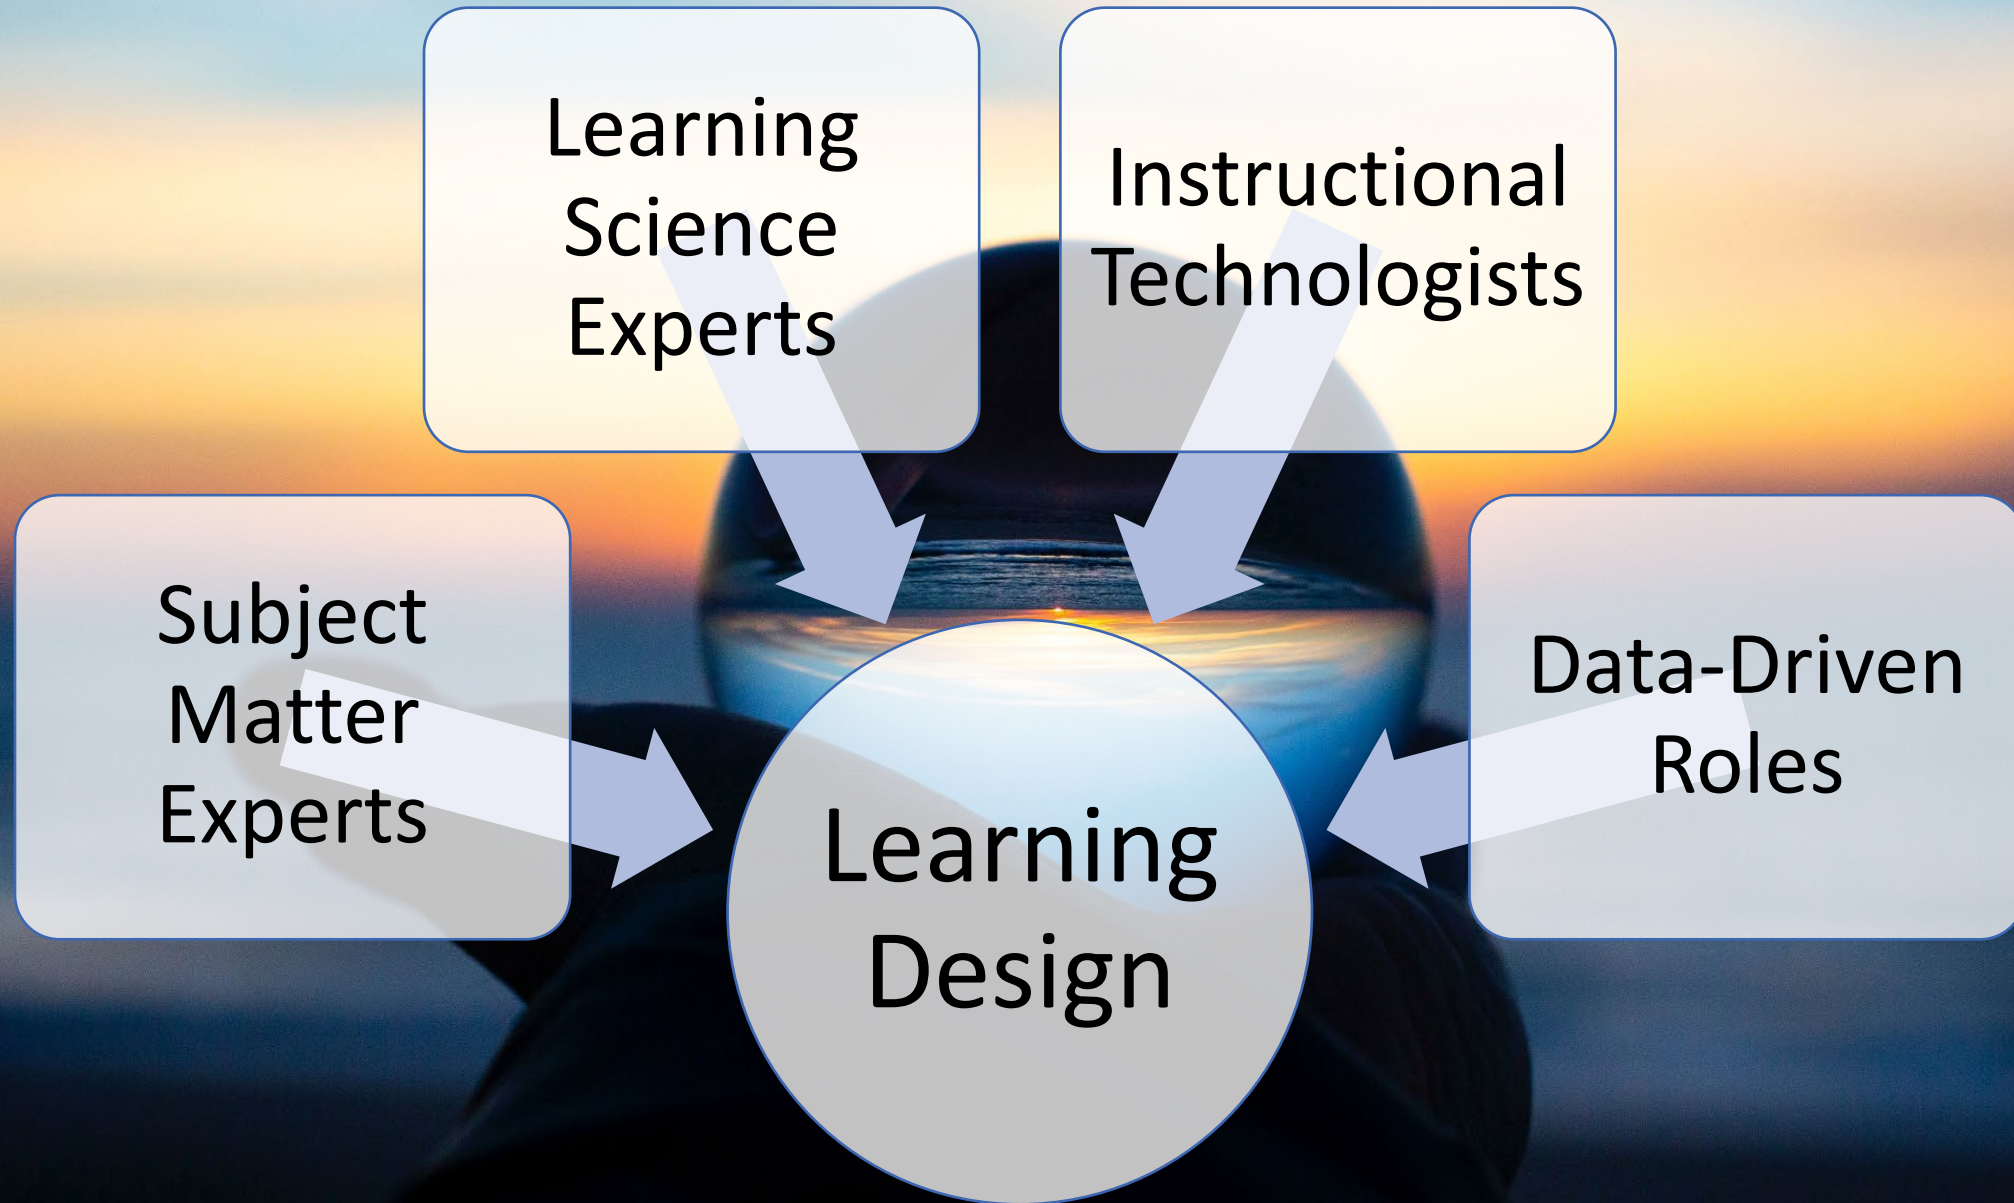 Learning
Science
Experts
Instructional
Technologists
Subject
Matter
Experts
Data-Driven
Roles
Learning
Design